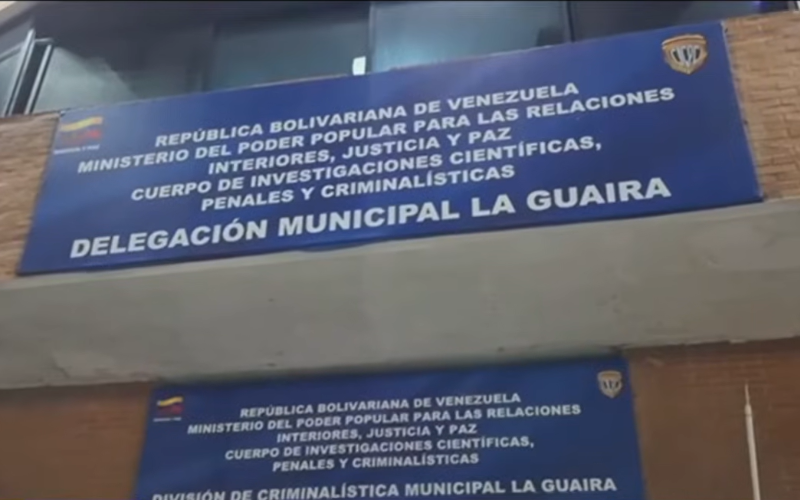 CICPC
REPÚBLICA BOLIVARIANA DE VENEZUELA
MINISTERIO DEL PODER POPULAR PARA LAS RELACIONES
INTERIORES, JUSTICIA Y PAZ
CUERPO DE INVESTIGACIONES CIENTÍFICAS,
PENALES Y CRIMINALÍSTICAS
DELEGACIÓN MUNICIPAL LA GUAIRA
REPÚBLICA BOLIVARIANA DE VENEZUELA
MINISTERIO DEL PODER POPULAR PARA LAS RELACIONES
INTERIORES, JUSTICIA Y PAZ
CUERPO DE INVESTIGACIONES CIENTÍFICAS,
PENALES Y CRIMINALÍSTICAS
DIVISIÓN DE CRIMINALÍSTICA MUNICIPAL LA GUAIRA